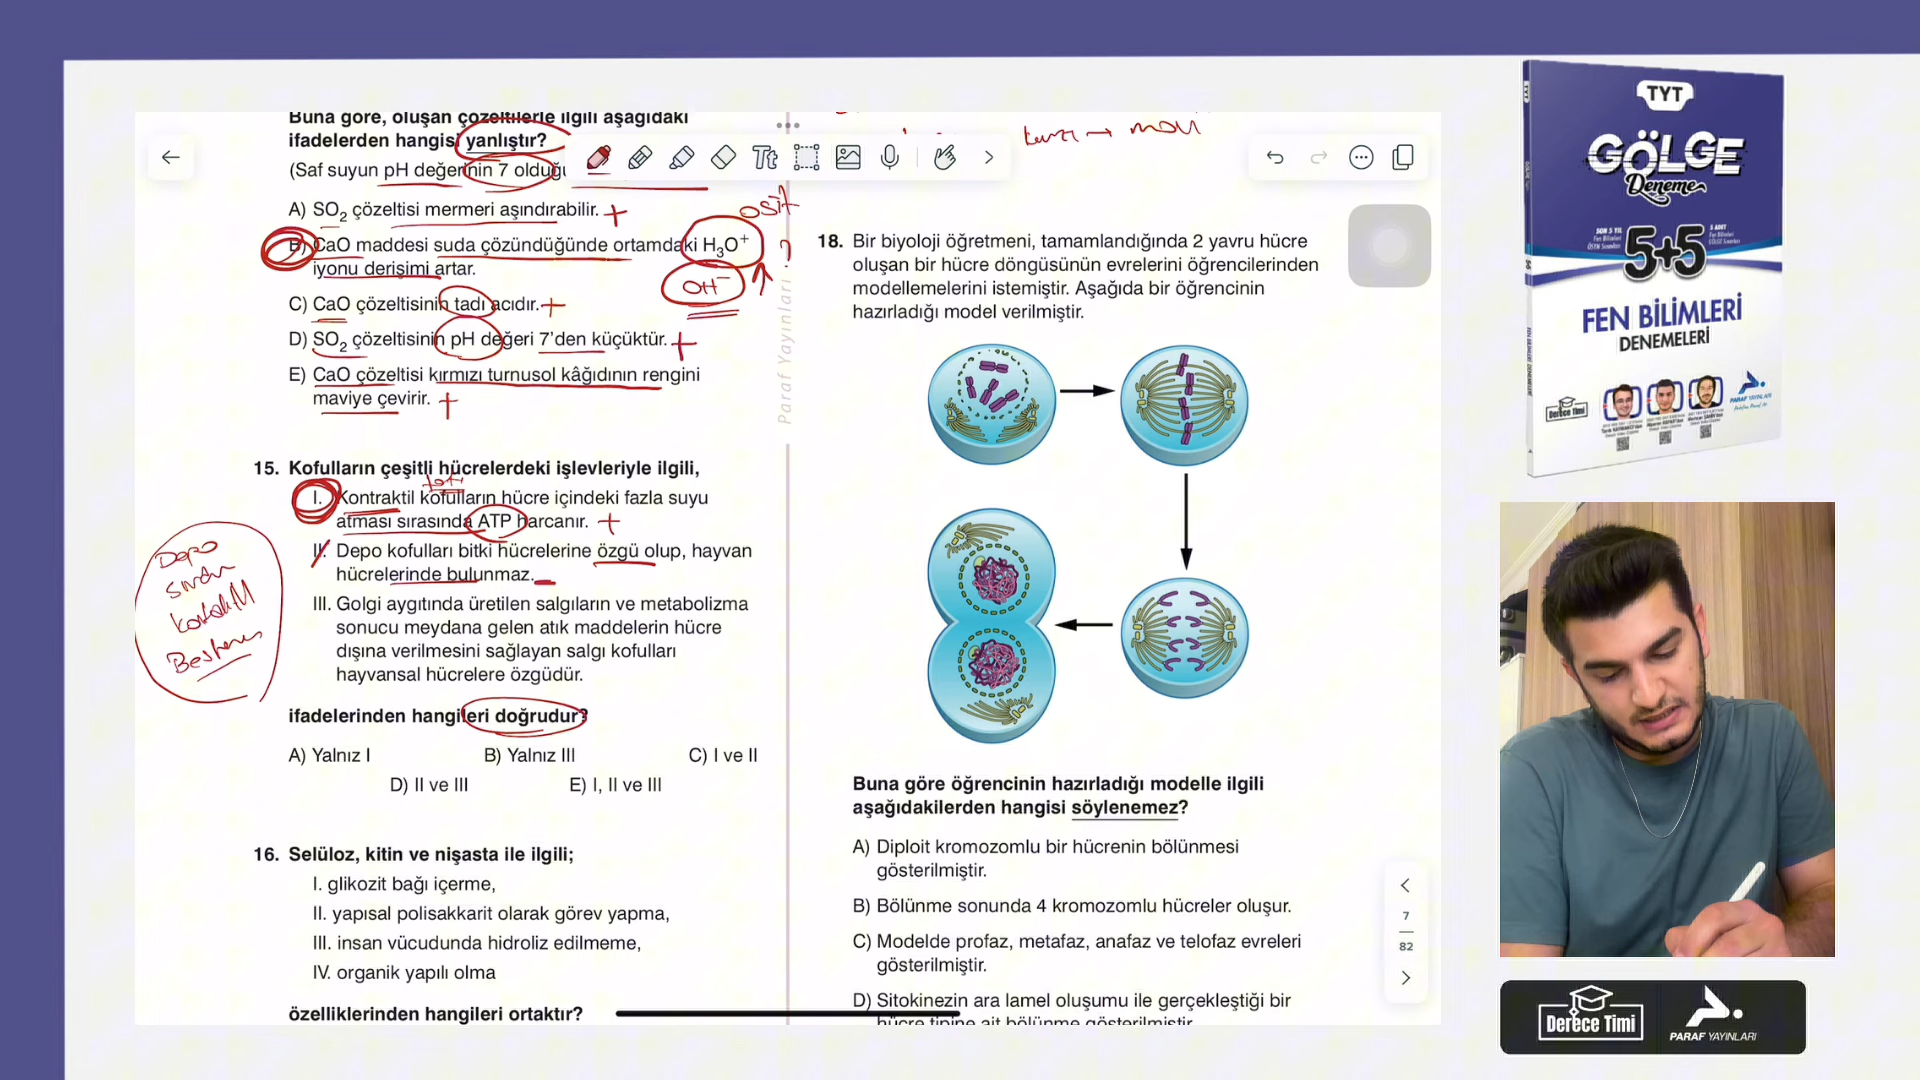 Buna göre, oluşan çözeltilerle ilgili aşağıdaki
ifadelerden hangisi yanlıştır?
(Saf suyun pH değerinin 7 olduğu
A) SO2 çözeltisi mermeri aşındırabilir. +
B) CaO maddesi suda çözündüğünde ortamdaki H3O+
iyonu derişimi artar.
OH-
C) CaO çözeltisinin tadı acıdır. +
D) SO2 çözeltisinin pH değeri 7'den küçüktür. +
E) CaO çözeltisi kırmızı turnusol kâğıdının rengini
maviye çevirir. +
15. Kofulların çeşitli hücrelerdeki işlevleriyle ilgili,
I. Kontraktil kofulların hücre içindeki fazla suyu
atması sırasında ATP harcanır. +
II. Depo kofulları bitki hücrelerine özgü olup, hayvan
hücrelerinde bulunmaz.
III. Golgi aygıtında üretilen salgıların ve metabolizma
sonucu meydana gelen atık maddelerin hücre
dışına verilmesini sağlayan salgı kofulları
hayvansal hücrelere özgüdür.
Depo
ifadelerinden hangileri doğrudur?
A) Yalnız I B) Yalnız III C) I ve II
D) II ve III E) I, II ve III
16. Selüloz, kitin ve nişasta ile ilgili;
I. glikozit bağı içerme,
II. yapısal polisakkarit olarak görev yapma,
III. insan vücudunda hidroliz edilmeme,
IV. organik yapılı olma
özelliklerinden hangileri ortaktır?
Paraf Yayınları
Tt
18. Bir biyoloji öğretmeni, tamamlandığında 2 yavru hücre
oluşan bir hücre döngüsünün evrelerini öğrencilerinden
modellemelerini istemiştir. Aşağıda bir öğrencinin
hazırladığı model verilmiştir.
Buna göre öğrencinin hazırladığı modelle ilgili
aşağıdakilerden hangisi söylenemez?
A) Diploit kromozomlu bir hücrenin bölünmesi
gösterilmiştir.
B) Bölünme sonunda 4 kromozomlu hücreler oluşur.
C) Modelde profaz, metafaz, anafaz ve telofaz evreleri
gösterilmiştir.
D) Sitokinezin ara lamel oluşumu ile gerçekleştiği bir
hücre tipine ait bölünme gösterilmiştir.
7
82
TYT
GÖLGE
Deneme
5+5
FEN BİLİMLERİ
DENEMELERİ
Derece Timi
PARAF YAYINLARI
Derece Timi
PARAF YAYINLARI